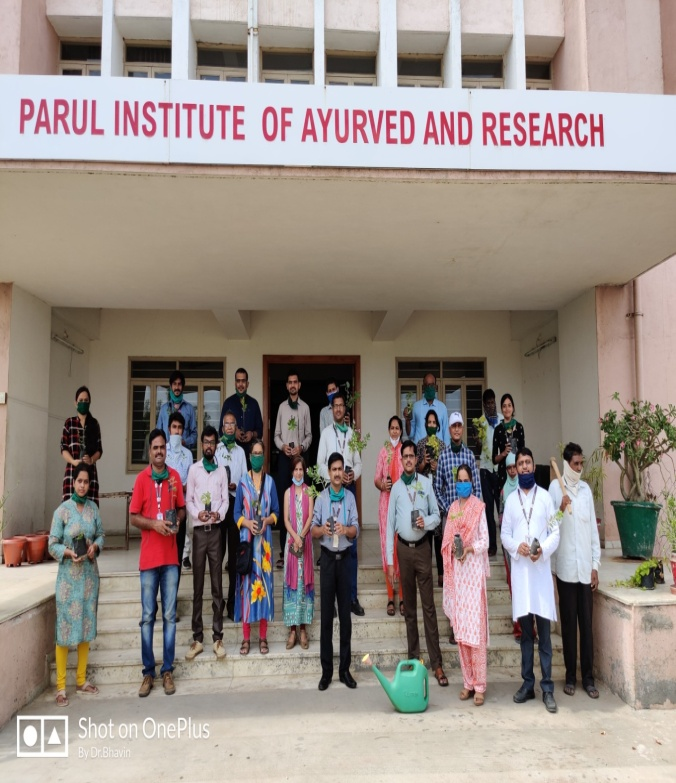 PARUL INSTITUTE OF AYURVED AND RESEARCH
Shot on OnePlus
By Dr.Bhavin